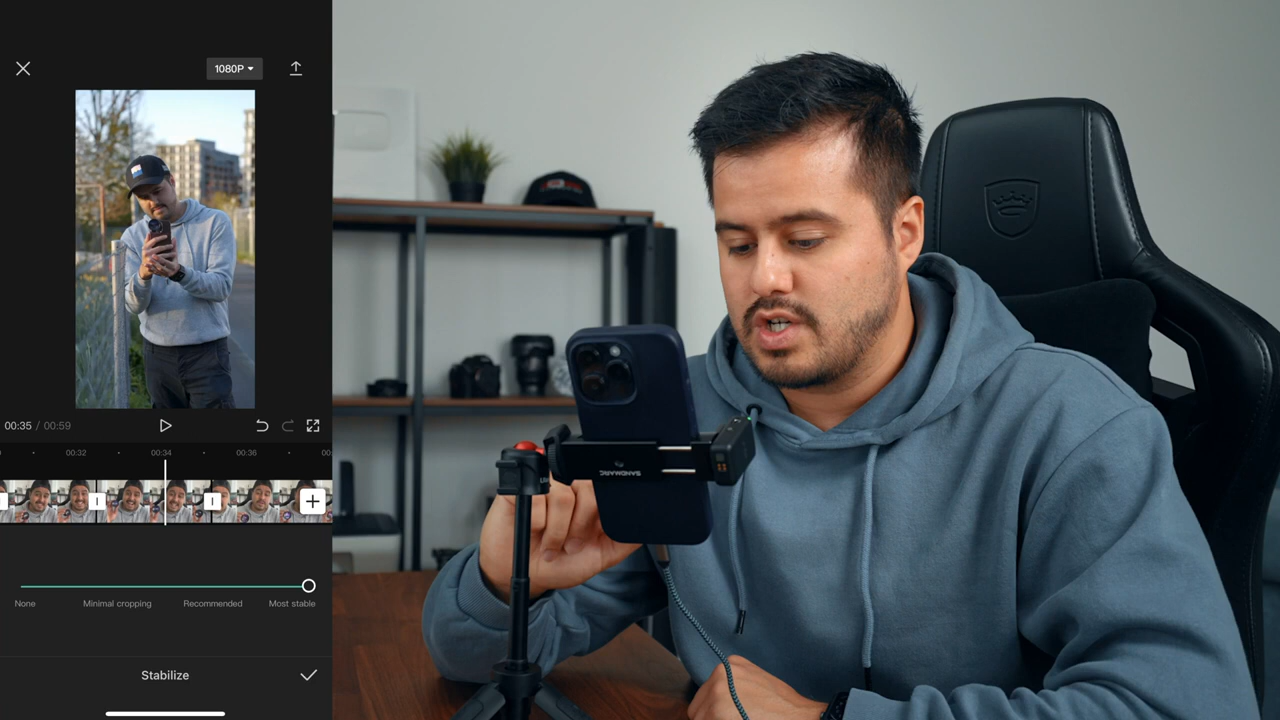 1080P
00:35 / 00:59
00:32
00:34
00:36
00:
None
Minimal cropping
Recommended
Most stable
Stabilize
SANDMARC